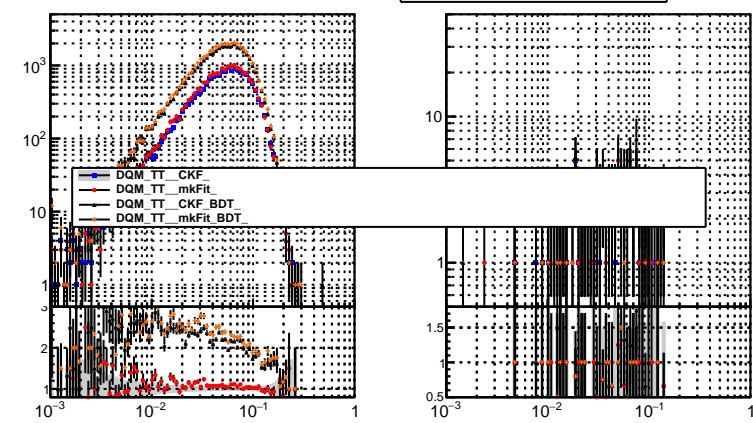 10³
10²
10
1
10
1
DQM_TT__CKF_
DQM_TT__mkFit_
DQM_TT__CKF_BDT_
DQM_TT__mkFit_BDT_
2
1
1.5
1
0.5
10⁻³ 10⁻² 10⁻¹ 1
10⁻³ 10⁻² 10⁻¹ 1